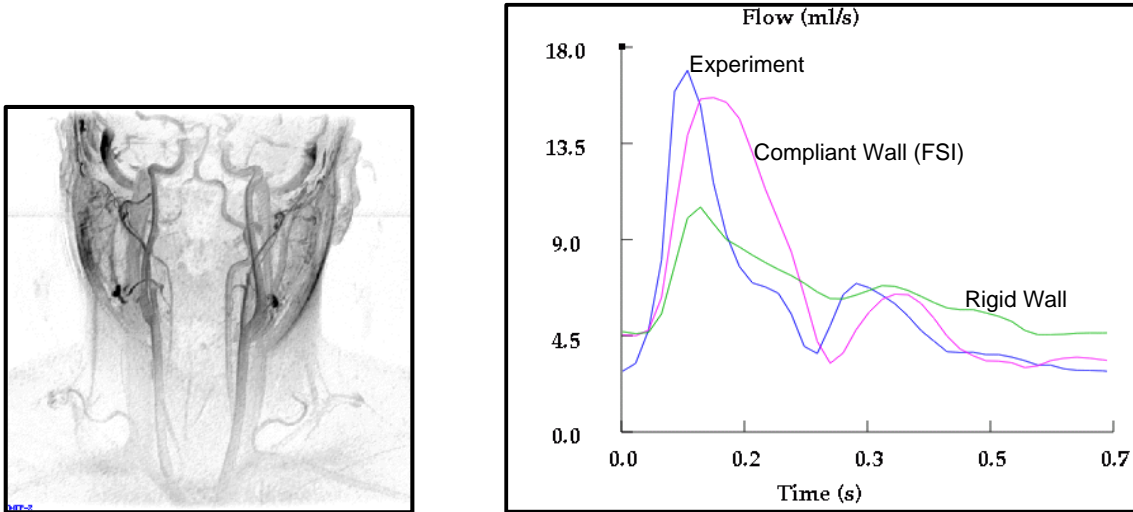 Flow (ml/s)
18.0
Experiment
13.5
Compliant Wall (FSI)
9.0
Rigid Wall
4.5
0.0
0.0 0.2 0.3 0.5 0.7
Time (s)